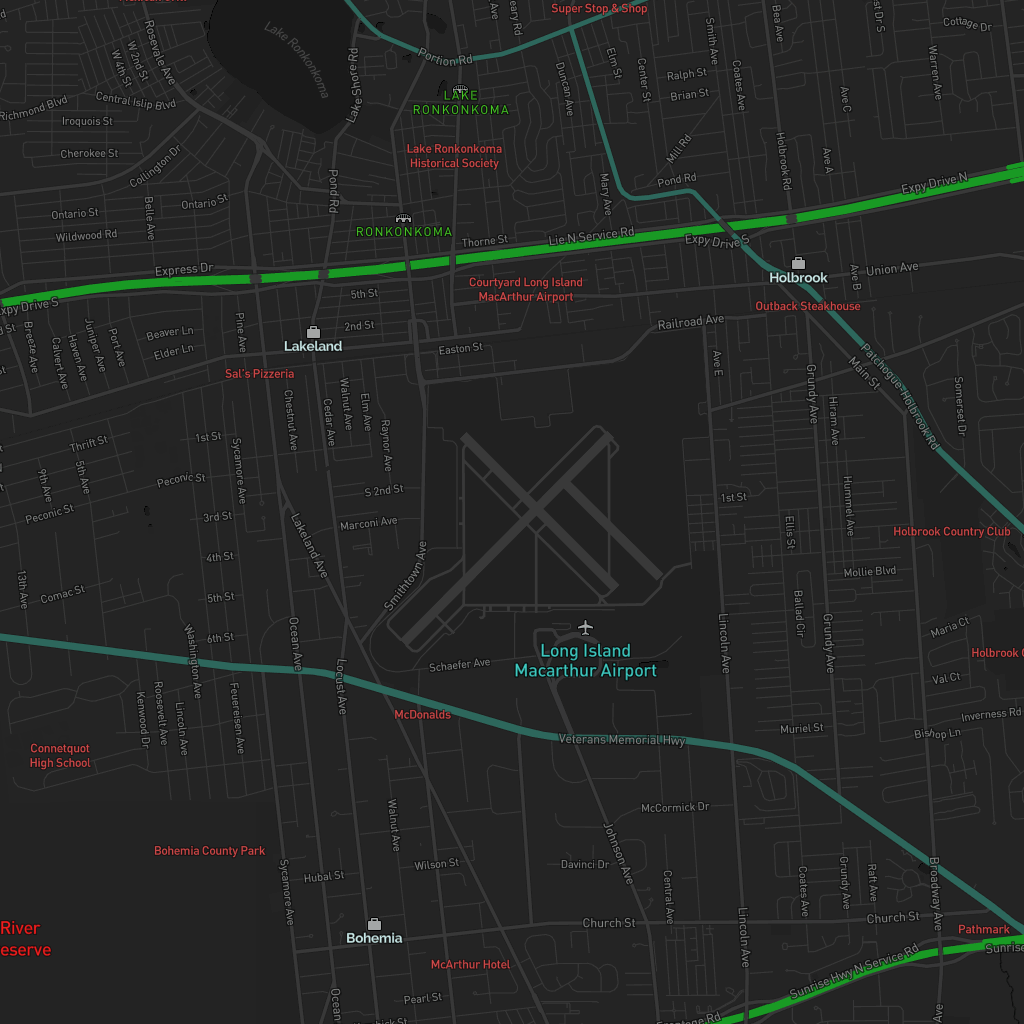 Super Stop & Shop
Lake Ronkonkoma
Rosevale Ave
W 2nd St
W 4th St
Richmond Blvd
Central Islip Blvd
Iroquois St
Cherokee St
Collington Dr
Lake Shore Rd
Portion Rd
LAKE
RONKONKOMA
Lake Ronkonkoma
Historical Society
Duncan Ave
Elm St
Center St
Smith Ave
Coates Ave
Bea Ave
Ralph St
Brian St
Ave C
Warren Ave
Cottage Dr
Mill Rd
Pond Rd
Mary Ave
Holbrook Rd
Ave A
Expy Drive N
Pond Rd
Ontario St
Ontario St
Belle Ave
Wildwood Rd
RONKONKOMA
Thorne St
Lie N Service Rd
Expy Drive S
Express Dr
Holbrook
Ave B
Union Ave
Courtyard Long Island
MacArthur Airport
Outback Steakhouse
5th St
2nd St
Lakeland
Pine Ave
Beaver Ln
Elder Ln
Port Ave
Juniper Ave
Haven Ave
Calvert Ave
Breeze Ave
Easton St
Railroad Ave
Ave E
Main St
Patchogue-Holbrook Rd
Somerset Dr
Sal's Pizzeria
Chestnut Ave
Cedar Ave
Walnut Ave
Elm Ave
Raynor Ave
Grundy Ave
Hiram Ave
1st St
Thrift St
5th Ave
9th Ave
Peconic St
Peconic St
Sycamore Ave
S 2nd St
Marconi Ave
3rd St
4th St
5th St
6th St
Lakeland Ave
Smithtown Ave
1st St
Ellis St
Hummel Ave
Holbrook Country Club
Mollie Blvd
13th Ave
Comac St
Ballad Cir
Lincoln Ave
Grundy Ave
Maria Ct
Val Ct
Inverness Rd
Muriel St
Long Island
Macarthur Airport
Schaefer Ave
Ocean Ave
Locust Ave
Washington Ave
Feuereisen Ave
Lincoln Ave
Roosevelt Ave
Kenwood Dr
McDonalds
Veterans Memorial Hwy
Connetquot
High School
McCormick Dr
Johnson Ave
Walnut Ave
Bohemia County Park
Wilson St
Davinci Dr
Hubal St
Sycamore Ave
Central Ave
Lincoln Ave
Coates Ave
Grundy Ave
Raft Ave
Broadway Ave
Church St
Church St
Pathmark
River
Bohemia
McArthur Hotel
Pearl St
Sunrise Hwy N Service Rd
Sunrise
Ocean